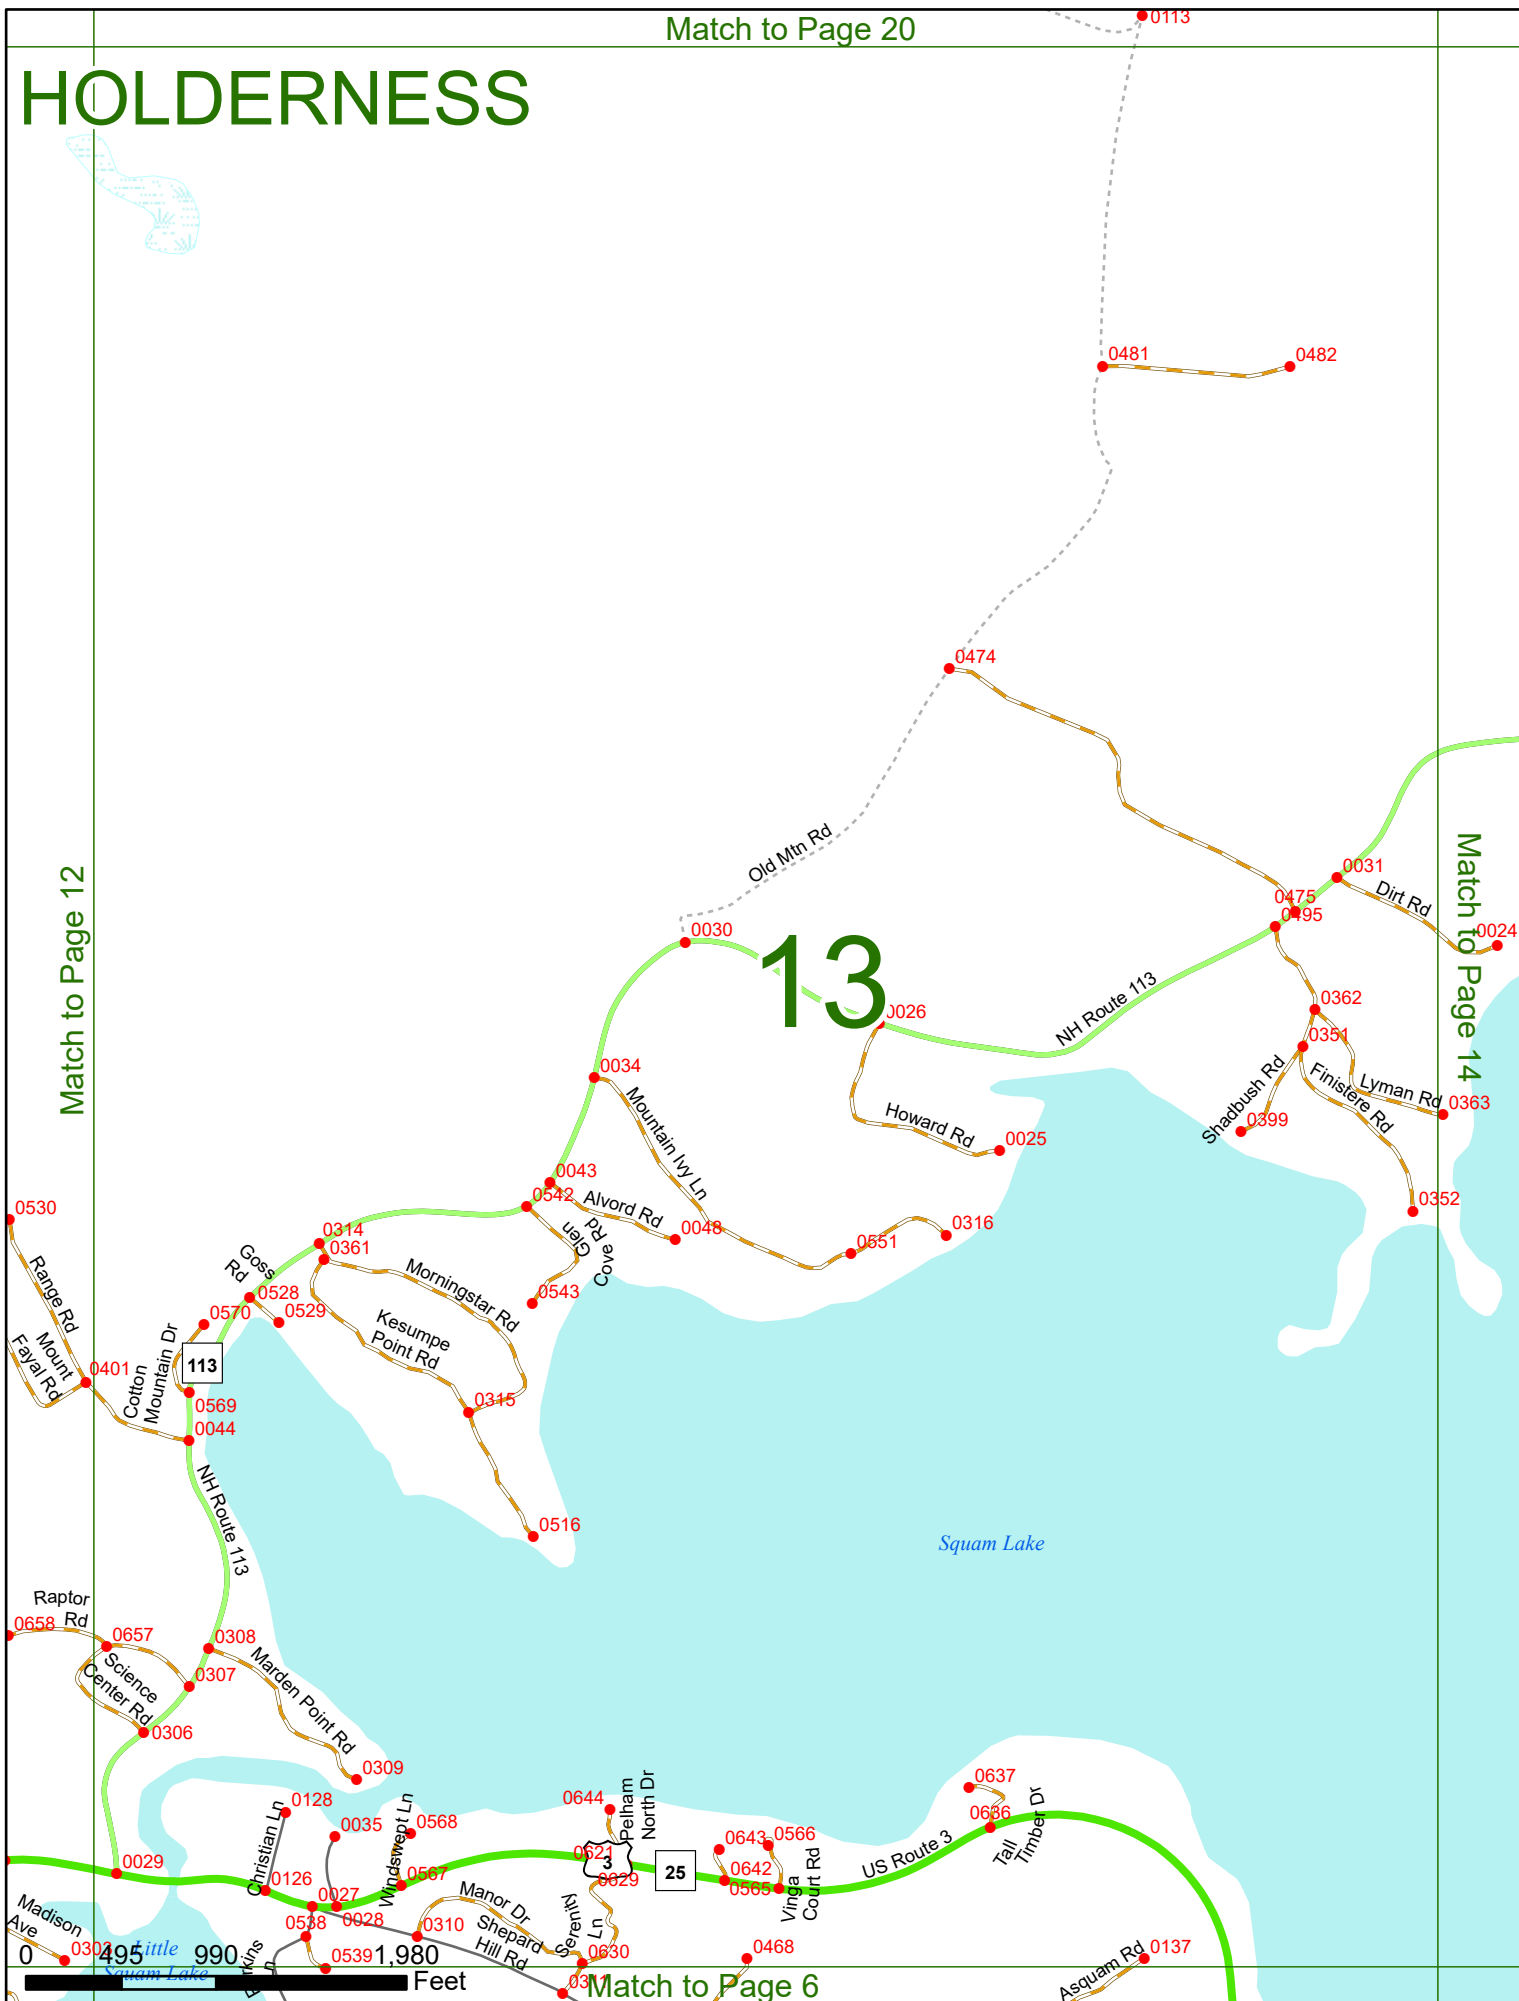 Match to Page 20
0113
HOLDERNESS
0481
0482
0474
Old Mtn Rd
0031
Dirt Rd
0475
0495
0024
Match to Page 12
Match to Page 14
0030
13
0026
NH Route 113
0362
0351
0034
Mountain Ivy Ln
Howard Rd
0025
Shadbush Rd
Finistere Rd
Lyman Rd
0363
0399
0352
0043
0542
Alvord Rd
0048
Glen
Cove Rd
0316
0551
0543
0530
Range Rd
0314
0361
Goss
Rd
0528
0529
0570
Morningstar Rd
Kesumpe
Point Rd
Mount
Fayal Rd
0401
Cotton
Mountain Dr
113
0569
0044
0315
NH Route 113
0516
Squam Lake
Raptor
Rd
0658
0657
0308
Science
Center Rd
0307
Marden Point Rd
0306
0309
0637
0636
Tall
Timber Dr
0128
Christian Ln
0035
Windswept Ln
0568
0644
Pelham
North Dr
0621
3
0629
25
0643
0566
0642
0565
Vinga
Court Rd
US Route 3
0029
0126
0027
0028
0567
Manor Dr
0310
Shepard
Hill Rd
Serenity
Ln
0538
0539
0630
0468
0137
Asquam Rd
Madison
Ave
Little
Squam Lake
0 495 990 1,980
Feet
Match to Page 6